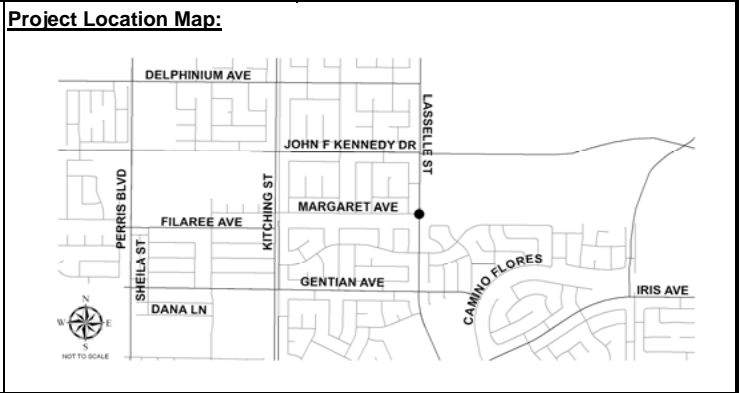 Project Location Map:
DELPHINIUM AVE
LASSELLE ST
JOHN F KENNEDY DR
PERRIS BLVD
KITCHING ST
MARGARET AVE
FILAREE AVE
SHEILA ST
CAMINO FLORES
GENTIAN AVE
IRIS AVE
DANA LN
N
W E
S
NOT TO SCALE